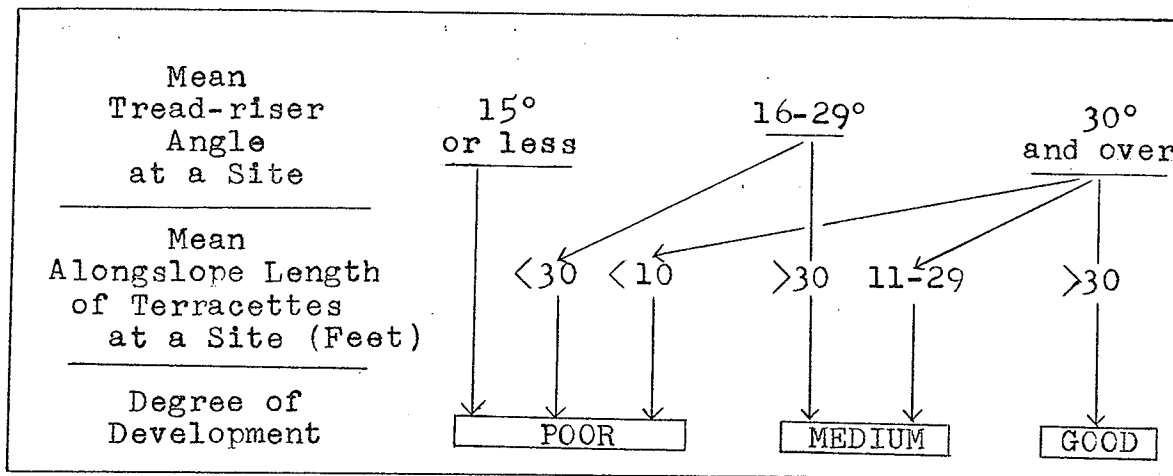 Mean
Tread-riser
Angle
at a Site
15°
or less
16-29°
30°
and over
Mean
Alongslope Length
of Terracettes
at a Site (Feet)
<30 <10 >30 11-29 >30
Degree of
Development
POOR MEDIUM GOOD